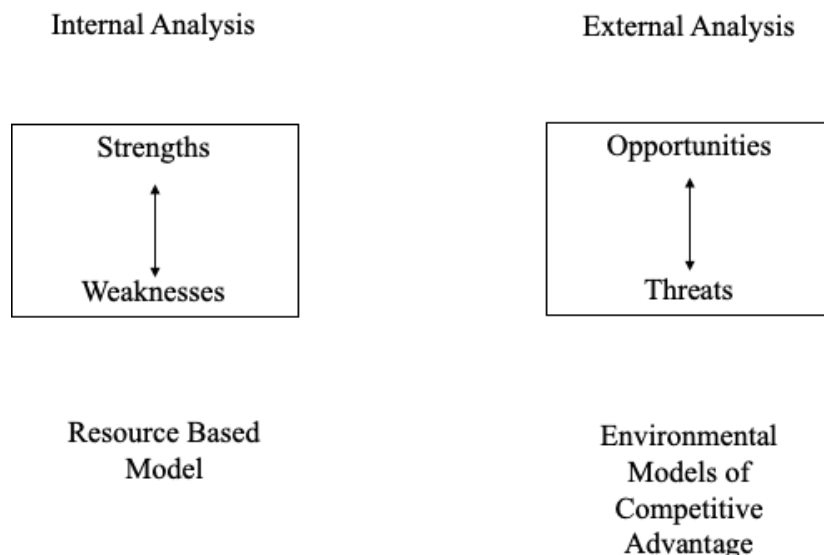 Internal Analysis
External Analysis
Strengths
Opportunities
Weaknesses
Threats
Resource Based
Model
Environmental
Models of
Competitive
Advantage